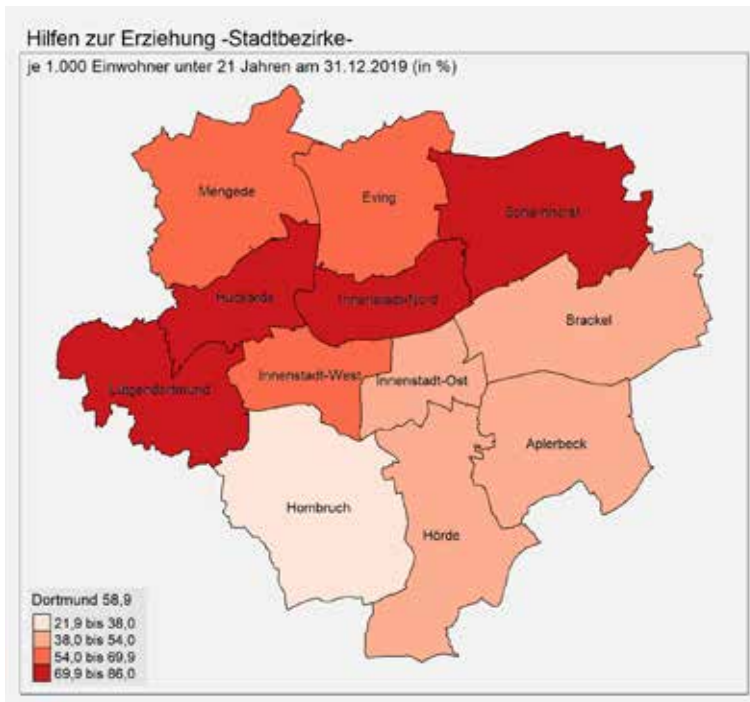 Hilfen zur Erziehung -Stadtbezirke-
je 1.000 Einwohner unter 21 Jahren am 31.12.2019 (in %)
Mengede
Eving
Scharnhorst
Huckarde
Innenstadt-Nord
Brackel
Lütgendortmund
Innenstadt-West
Innenstadt-Ost
Aplerbeck
Hombruch
Hörde
Dortmund 58,9
21,9 bis 38,0
38,0 bis 54,0
54,0 bis 69,9
69,9 bis 86,0